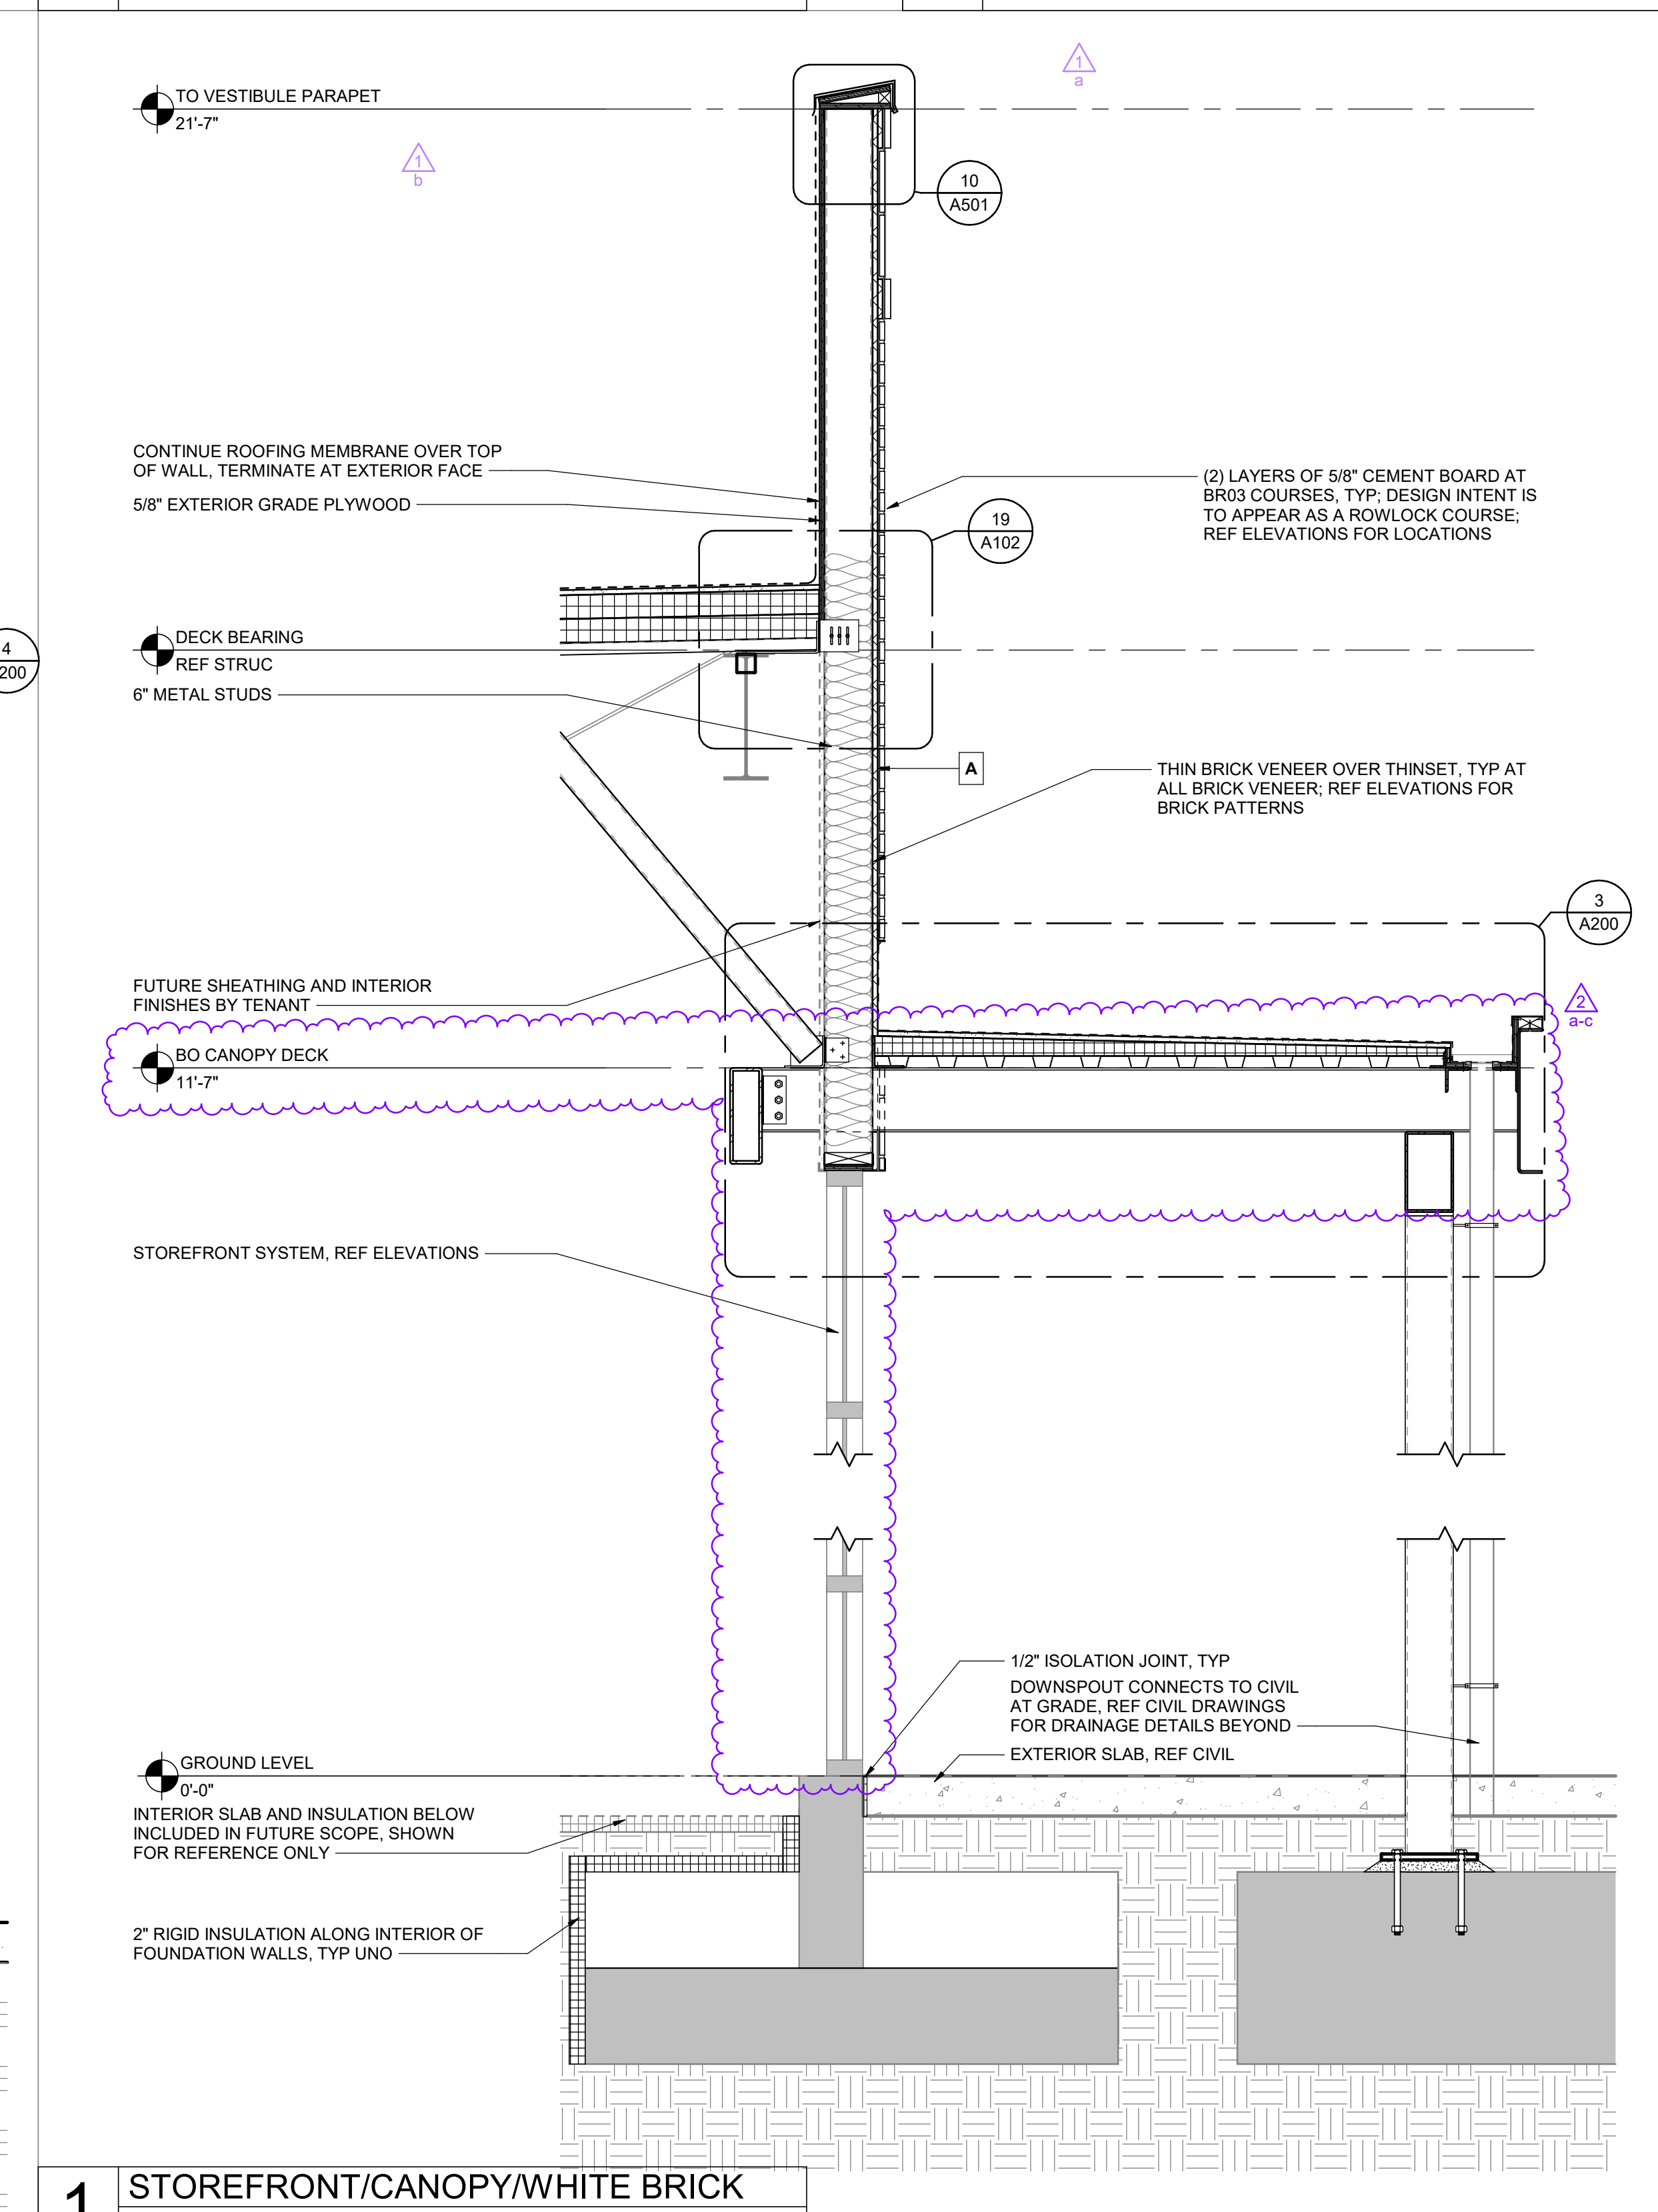 1
a
TO VESTIBULE PARAPET
21'-7"
1
b
10
A501
CONTINUE ROOFING MEMBRANE OVER TOP
OF WALL, TERMINATE AT EXTERIOR FACE
5/8" EXTERIOR GRADE PLYWOOD
(2) LAYERS OF 5/8" CEMENT BOARD AT
BR03 COURSES, TYP; DESIGN INTENT IS
TO APPEAR AS A ROWLOCK COURSE;
REF ELEVATIONS FOR LOCATIONS
19
A102
DECK BEARING
REF STRUC
4
200
6" METAL STUDS
A
THIN BRICK VENEER OVER THINSET, TYP AT
ALL BRICK VENEER; REF ELEVATIONS FOR
BRICK PATTERNS
3
A200
FUTURE SHEATHING AND INTERIOR
FINISHES BY TENANT
2
a-c
BO CANOPY DECK
11'-7"
STOREFRONT SYSTEM, REF ELEVATIONS
1/2" ISOLATION JOINT, TYP
DOWNSPOUT CONNECTS TO CIVIL
AT GRADE, REF CIVIL DRAWINGS
FOR DRAINAGE DETAILS BEYOND
EXTERIOR SLAB, REF CIVIL
GROUND LEVEL
0'-0"
INTERIOR SLAB AND INSULATION BELOW
INCLUDED IN FUTURE SCOPE, SHOWN
FOR REFERENCE ONLY
2" RIGID INSULATION ALONG INTERIOR OF
FOUNDATION WALLS, TYP UNO
1
STOREFRONT/CANOPY/WHITE BRICK